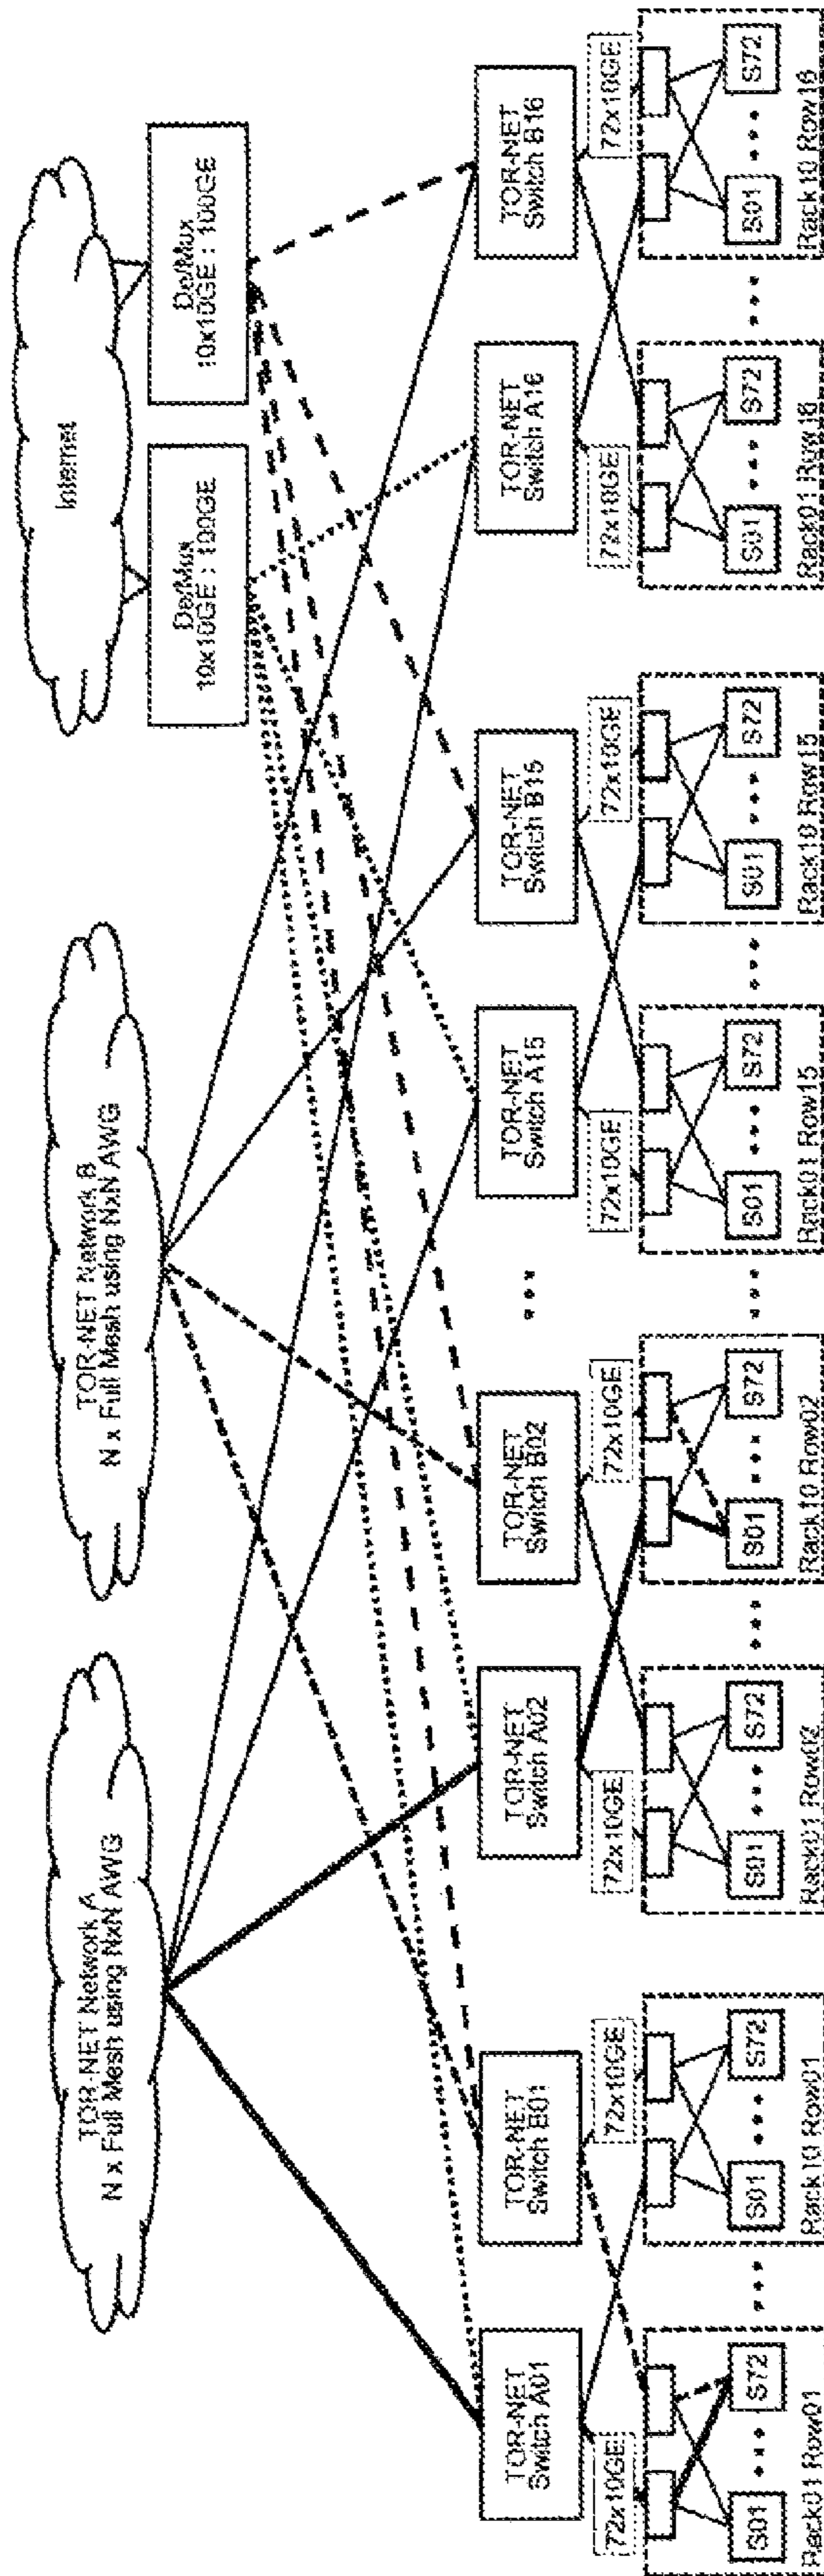 TOR-NET Network A
N x Full Mesh using NxN AWG
TOR-NET Network B
N x Full Mesh using NxN AWG
Internet
De/Mux
10x10GE : 100GE
De/Mux
10x10GE : 100GE
TOR-NET
Switch A01
TOR-NET
Switch B01
TOR-NET
Switch A02
TOR-NET
Switch B02
• • •
TOR-NET
Switch A15
TOR-NET
Switch B15
TOR-NET
Switch A16
TOR-NET
Switch B16
72x10GE
72x10GE
72x10GE
72x10GE
72x10GE
72x10GE
72x10GE
72x10GE
S01 • • • S72
S01 • • • S72
S01 • • • S72
S01 • • • S72
S01 • • • S72
S01 • • • S72
S01 • • • S72
S01 • • • S72
Rack01 Row01
• • •
Rack10 Row01
Rack01 Row02
• • •
Rack10 Row02
• • •
Rack01 Row15
• • •
Rack10 Row15
Rack01 Row16
• • •
Rack10 Row16